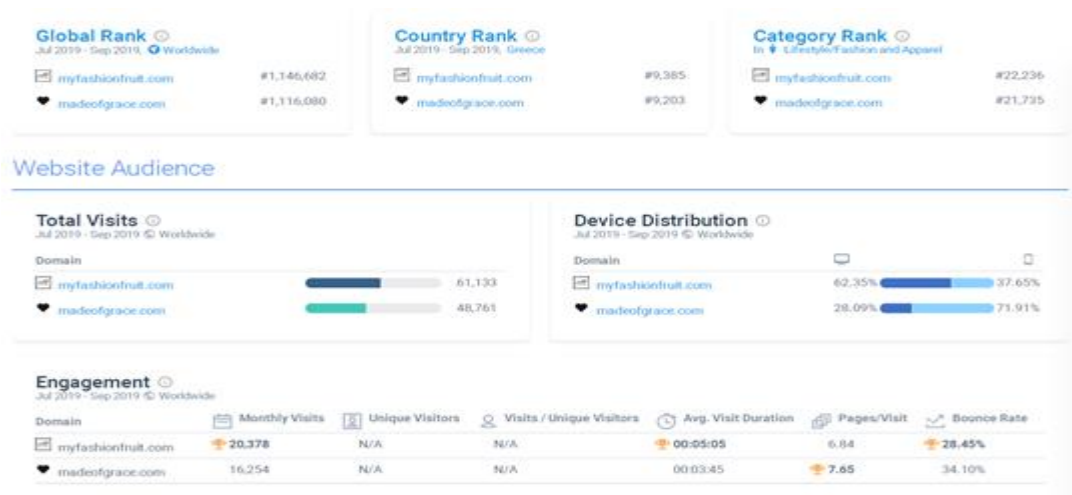 Global Rank
Jul 2019 - Sep 2019, Worldwide
myfashionfruit.com #1,146,682
madeofgrace.com #1,116,080
Country Rank
Jul 2019 - Sep 2019, Greece
myfashionfruit.com #9,385
madeofgrace.com #9,203
Category Rank
In Lifestyle/Fashion and Apparel
myfashionfruit.com #22,236
madeofgrace.com #21,735
Website Audience
Total Visits
Jul 2019 - Sep 2019 Worldwide
Domain
myfashionfruit.com 61,133
madeofgrace.com 48,761
Device Distribution
Jul 2019 - Sep 2019 Worldwide
Domain
myfashionfruit.com 62.35% 37.65%
madeofgrace.com 28.09% 71.91%
Engagement
Jul 2019 - Sep 2019 Worldwide
Domain Monthly Visits Unique Visitors Visits / Unique Visitors Avg. Visit Duration Pages/Visit Bounce Rate
myfashionfruit.com 20,378 N/A N/A 00:05:05 6.84 28.45%
madeofgrace.com 16,254 N/A N/A 00:03:45 7.65 34.10%